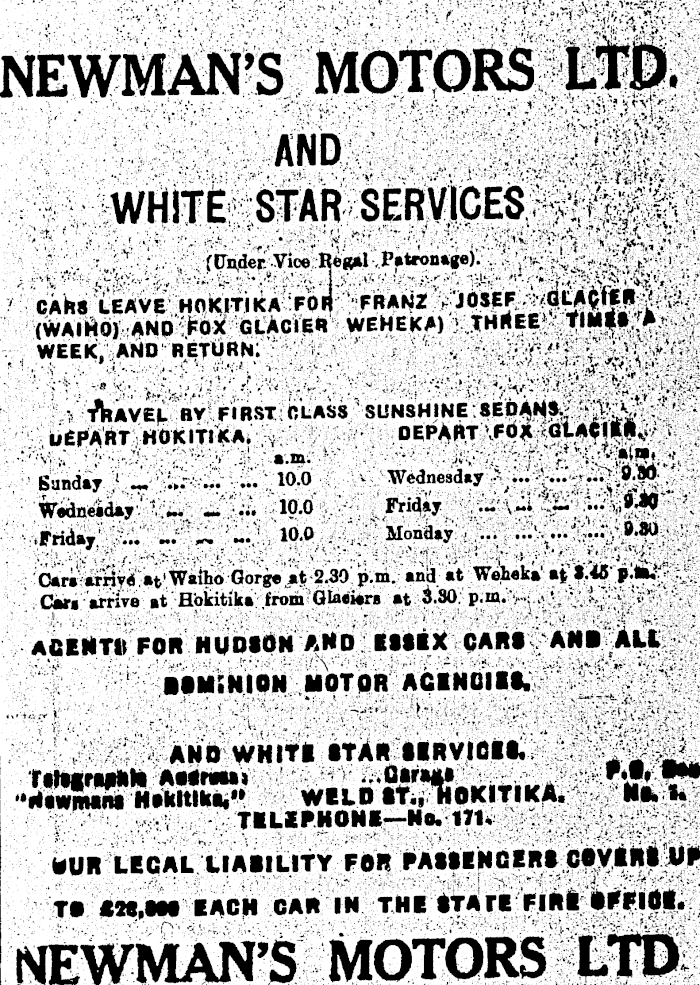 NEWMAN'S MOTORS LTD.
AND
WHITE STAR SERVICES
(Under Vice Regal Patronage).
CARS LEAVE HOKITIKA FOR FRANZ JOSEF GLACIER
(WAIHO) AND FOX GLACIER WEHEKA) THREE TIMES A
WEEK, AND RETURN.
TRAVEL BY FIRST CLASS SUNSHINE SEDANS.
DEPART HOKITIKA. DEPART FOX GLACIER.
a.m. a.m.
Sunday ... ... ... ... 10.0 Wednesday ... ... ... 9.30
Wednesday ... ... ... 10.0 Friday ... ... ... ... 9.30
Friday ... ... ... ... 10.0 Monday ... ... ... ... 9.30
Cars arrive at Waiho Gorge at 2.30 p.m. and at Weheka at 3.45 p.m.
Cars arrive at Hokitika from Glaciers at 3.30 p.m.
AGENTS FOR HUDSON AND ESSEX CARS AND ALL
DOMINION MOTOR AGENCIES.
AND WHITE STAR SERVICES.
Telegraphic Address: ...Garage P.O. Box
"Newmans Hokitika," WELD ST., HOKITIKA. No. 1.
TELEPHONE—No. 171.
OUR LEGAL LIABILITY FOR PASSENGERS COVERS UP
TO EACH CAR IN THE STATE FIRE OFFICE.
NEWMAN'S MOTORS LTD